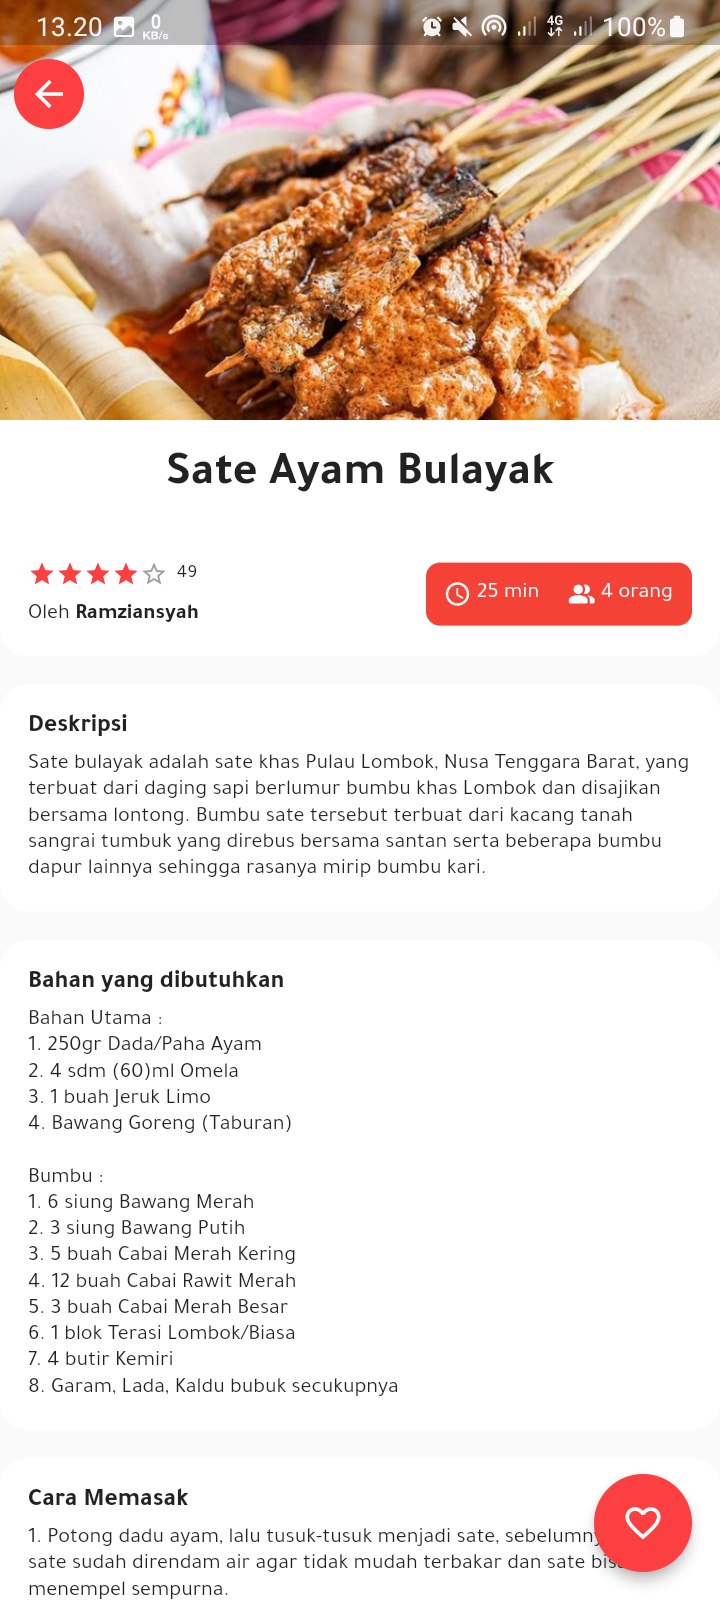 13.20 0 KB/s 4G 100%
Sate Ayam Bulayak
49
Oleh Ramziansyah
25 min 4 orang
Deskripsi
Sate bulayak adalah sate khas Pulau Lombok, Nusa Tenggara Barat, yang
terbuat dari daging sapi berlumur bumbu khas Lombok dan disajikan
bersama lontong. Bumbu sate tersebut terbuat dari kacang tanah
sangrai tumbuk yang direbus bersama santan serta beberapa bumbu
dapur lainnya sehingga rasanya mirip bumbu kari.
Bahan yang dibutuhkan
Bahan Utama :
1. 250gr Dada/Paha Ayam
2. 4 sdm (60)ml Omela
3. 1 buah Jeruk Limo
4. Bawang Goreng (Taburan)
Bumbu :
1. 6 siung Bawang Merah
2. 3 siung Bawang Putih
3. 5 buah Cabai Merah Kering
4. 12 buah Cabai Rawit Merah
5. 3 buah Cabai Merah Besar
6. 1 blok Terasi Lombok/Biasa
7. 4 butir Kemiri
8. Garam, Lada, Kaldu bubuk secukupnya
Cara Memasak
1. Potong dadu ayam, lalu tusuk-tusuk menjadi sate,
sate sudah direndam air agar tidak mudah terbakar dan sate
menempel sempurna.